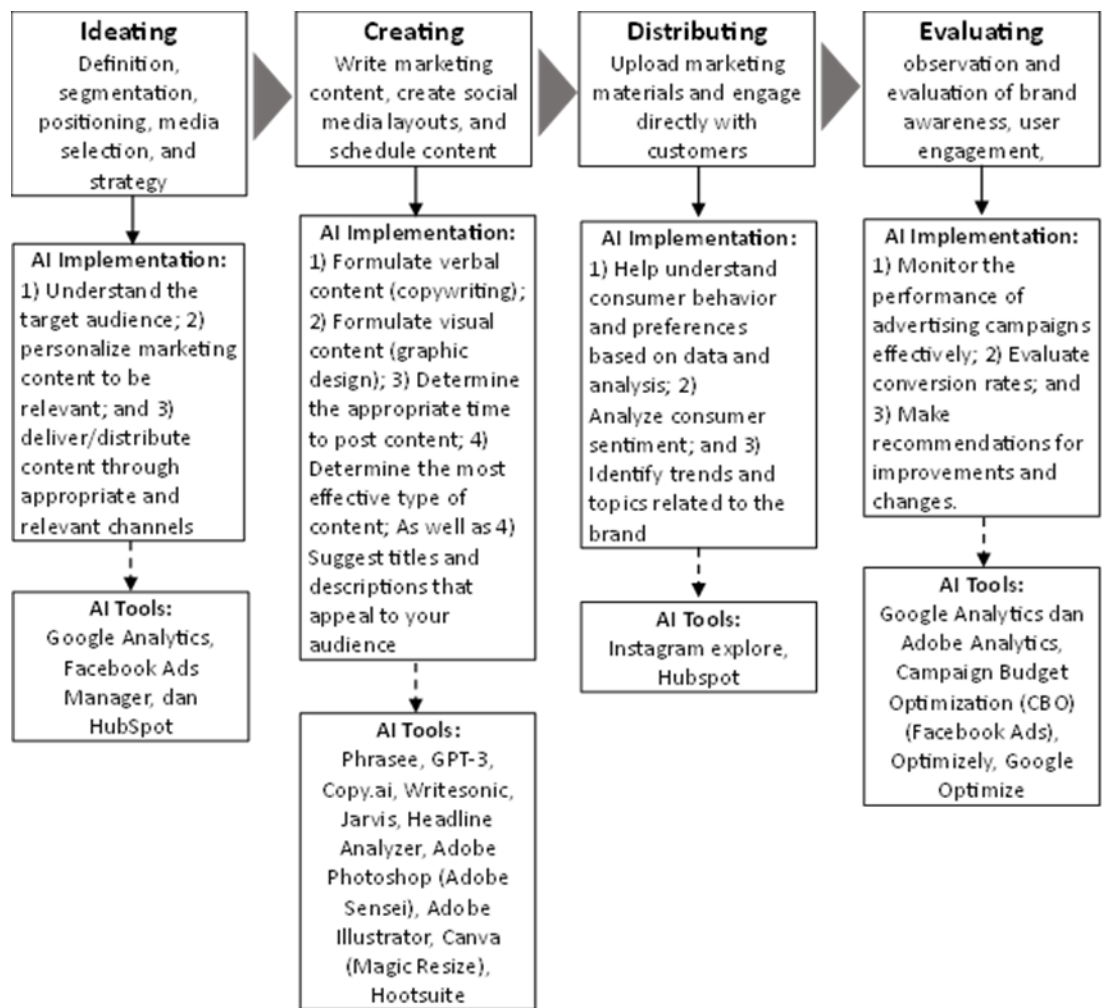 Ideating
Definition,
segmentation,
positioning, media
selection, and
strategy
AI Implementation:
1) Understand the
target audience; 2)
personalize marketing
content to be
relevant; and 3)
deliver/distribute
content through
appropriate and
relevant channels
AI Tools:
Google Analytics,
Facebook Ads
Manager, dan
HubSpot
Creating
Write marketing
content, create social
media layouts, and
schedule content
AI Implementation:
1) Formulate verbal
content (copywriting);
2) Formulate visual
content (graphic
design); 3) Determine
the appropriate time
to post content; 4)
Determine the most
effective type of
content; As well as 4)
Suggest titles and
descriptions that
appeal to your
audience
AI Tools:
Phrasee, GPT-3,
Copy.ai, Writesonic,
Jarvis, Headline
Analyzer, Adobe
Photoshop (Adobe
Sensei), Adobe
Illustrator, Canva
(Magic Resize),
Hootsuite
Distributing
Upload marketing
materials and engage
directly with
customers
AI Implementation:
1) Help understand
consumer behavior
and preferences
based on data and
analysis; 2)
Analyze consumer
sentiment; and 3)
Identify trends and
topics related to the
brand
AI Tools:
Instagram explore,
Hubspot
Evaluating
observation and
evaluation of brand
awareness, user
engagement,
AI Implementation:
1) Monitor the
performance of
advertising campaigns
effectively; 2) Evaluate
conversion rates; and
3) Make
recommendations for
improvements and
changes.
AI Tools:
Google Analytics dan
Adobe Analytics,
Campaign Budget
Optimization (CBO)
(Facebook Ads),
Optimizely, Google
Optimize